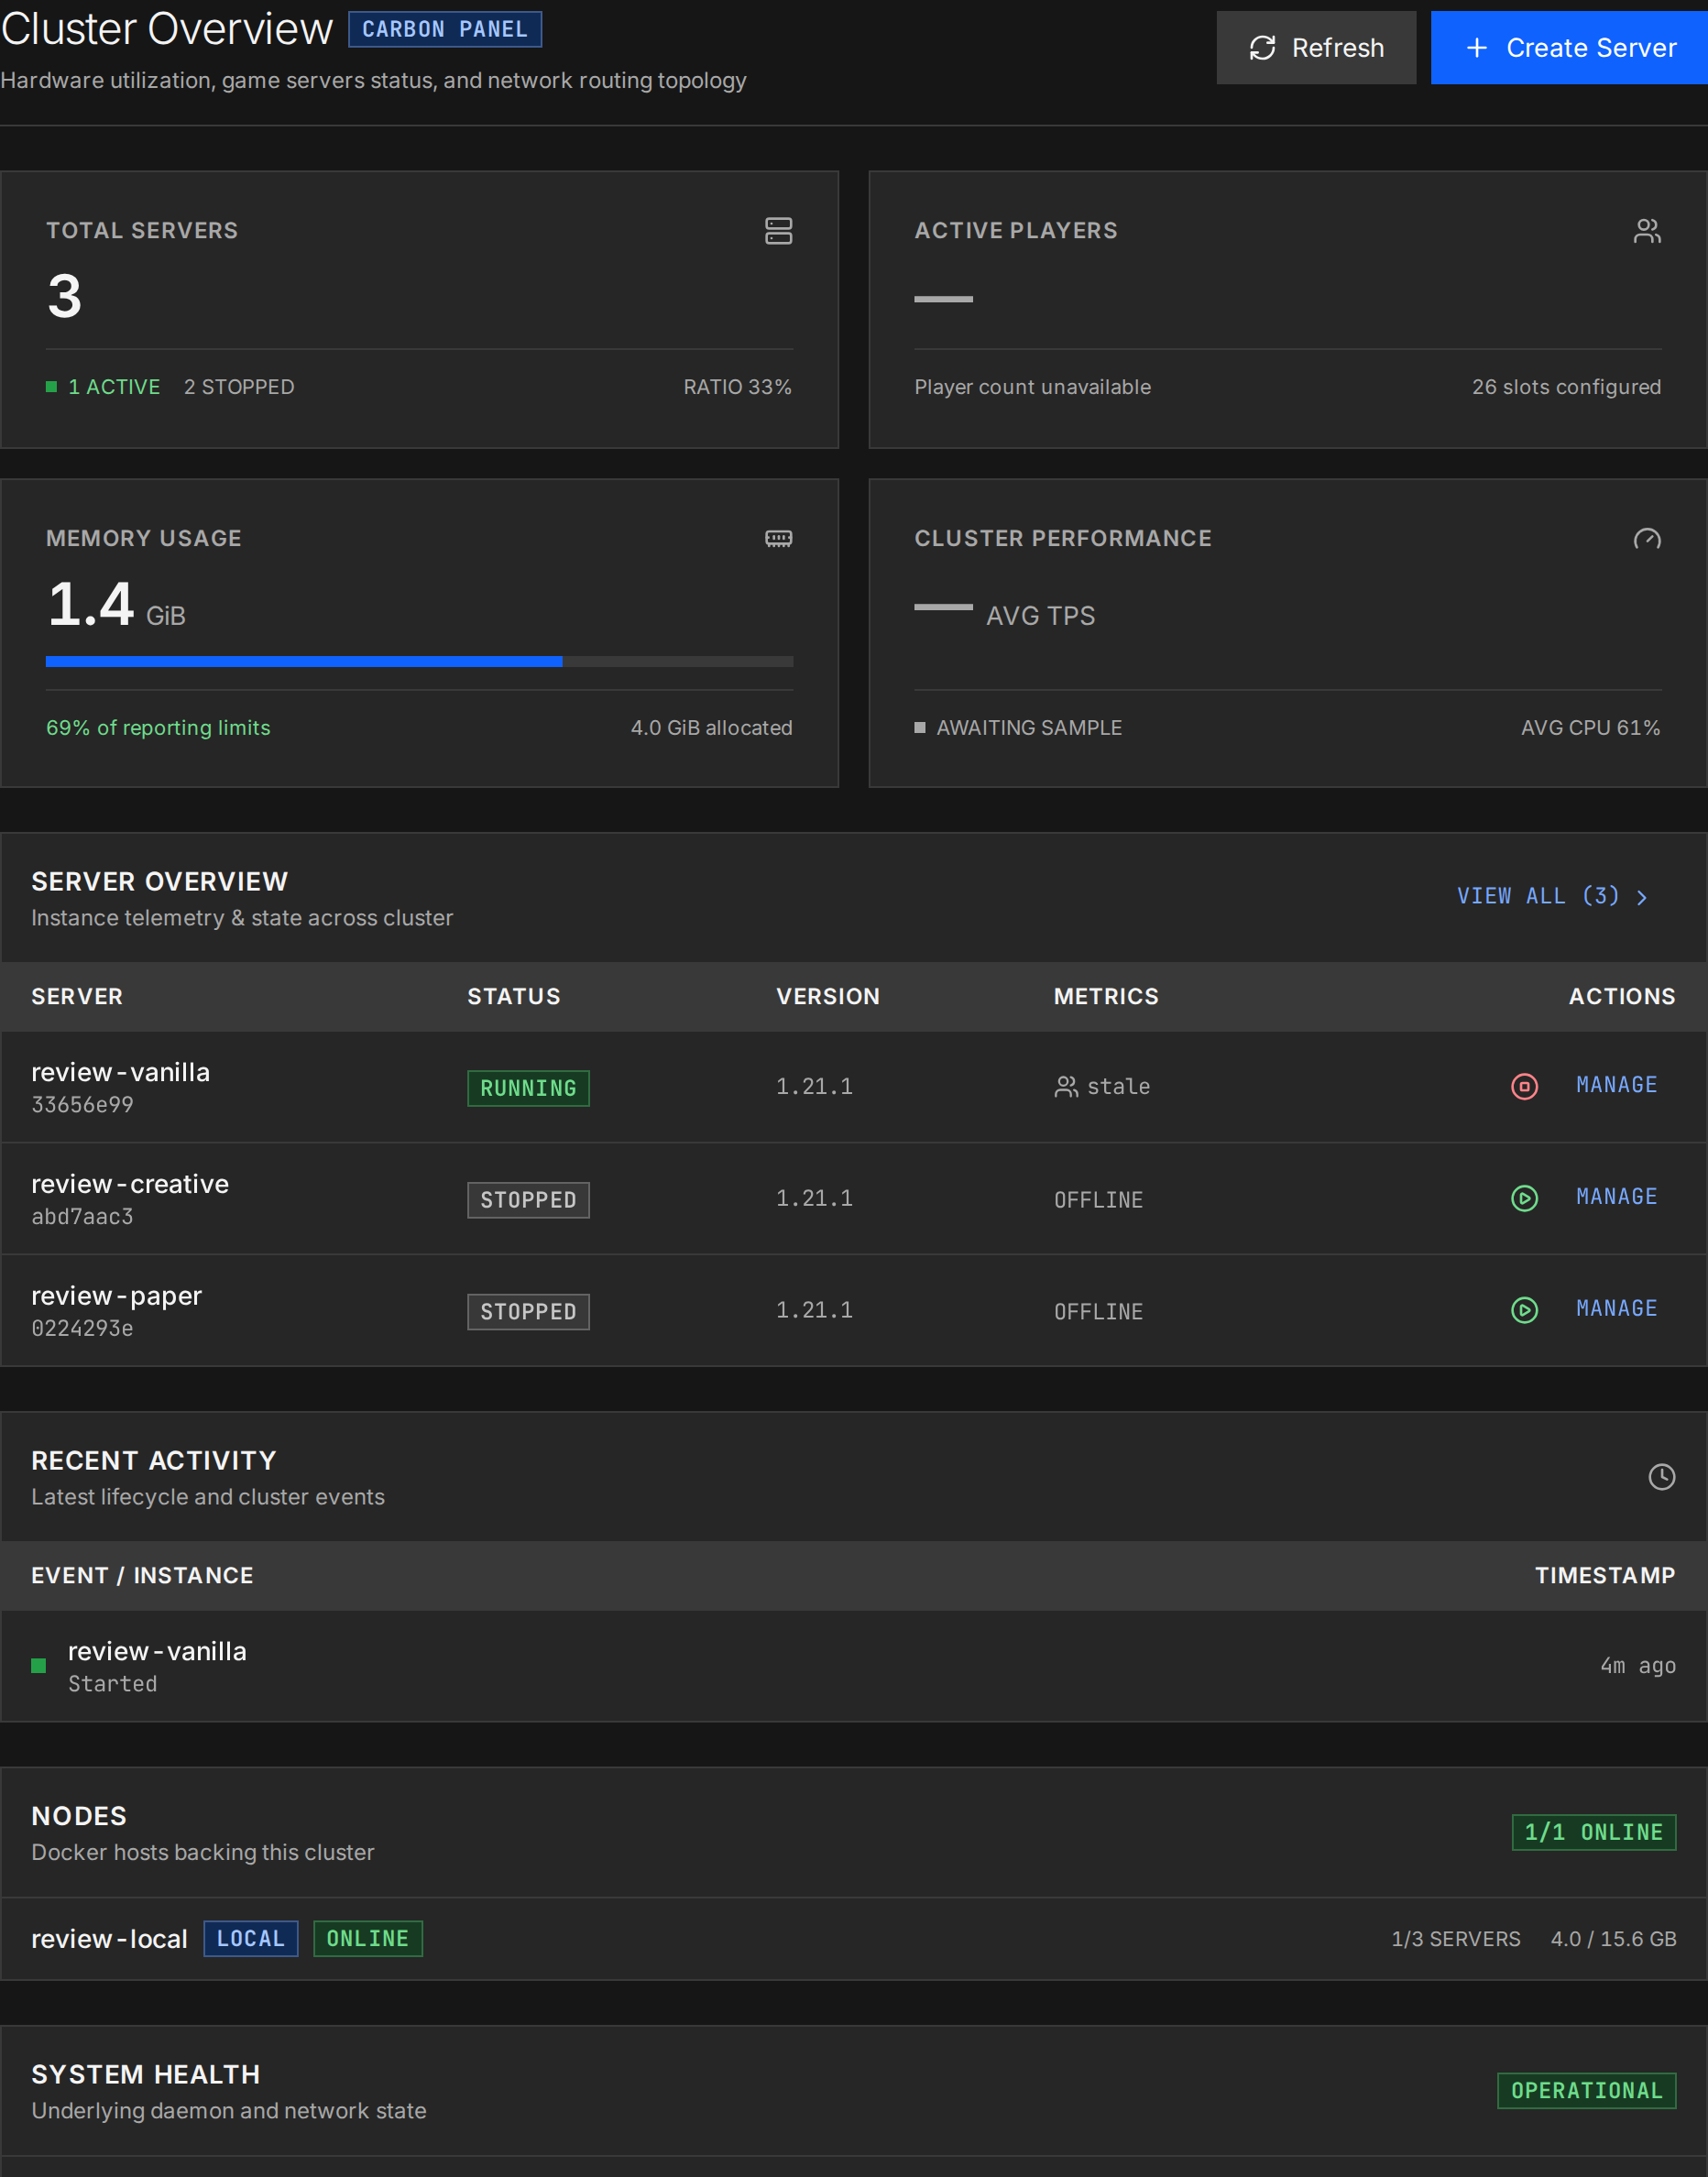 Cluster Overview CARBON PANEL
Hardware utilization, game servers status, and network routing topology
Refresh
Create Server
TOTAL SERVERS
3
1 ACTIVE 2 STOPPED RATIO 33%
ACTIVE PLAYERS
—
Player count unavailable 26 slots configured
MEMORY USAGE
1.4 GiB
69% of reporting limits 4.0 GiB allocated
CLUSTER PERFORMANCE
— AVG TPS
AWAITING SAMPLE AVG CPU 61%
SERVER OVERVIEW
Instance telemetry & state across cluster
VIEW ALL (3)
SERVER STATUS VERSION METRICS ACTIONS
review-vanilla
33656e99
RUNNING 1.21.1 stale MANAGE
review-creative
abd7aac3
STOPPED 1.21.1 OFFLINE MANAGE
review-paper
0224293e
STOPPED 1.21.1 OFFLINE MANAGE
RECENT ACTIVITY
Latest lifecycle and cluster events
EVENT / INSTANCE TIMESTAMP
review-vanilla
Started
4m ago
NODES
Docker hosts backing this cluster
1/1 ONLINE
review-local LOCAL ONLINE 1/3 SERVERS 4.0 / 15.6 GB
SYSTEM HEALTH
Underlying daemon and network state
OPERATIONAL